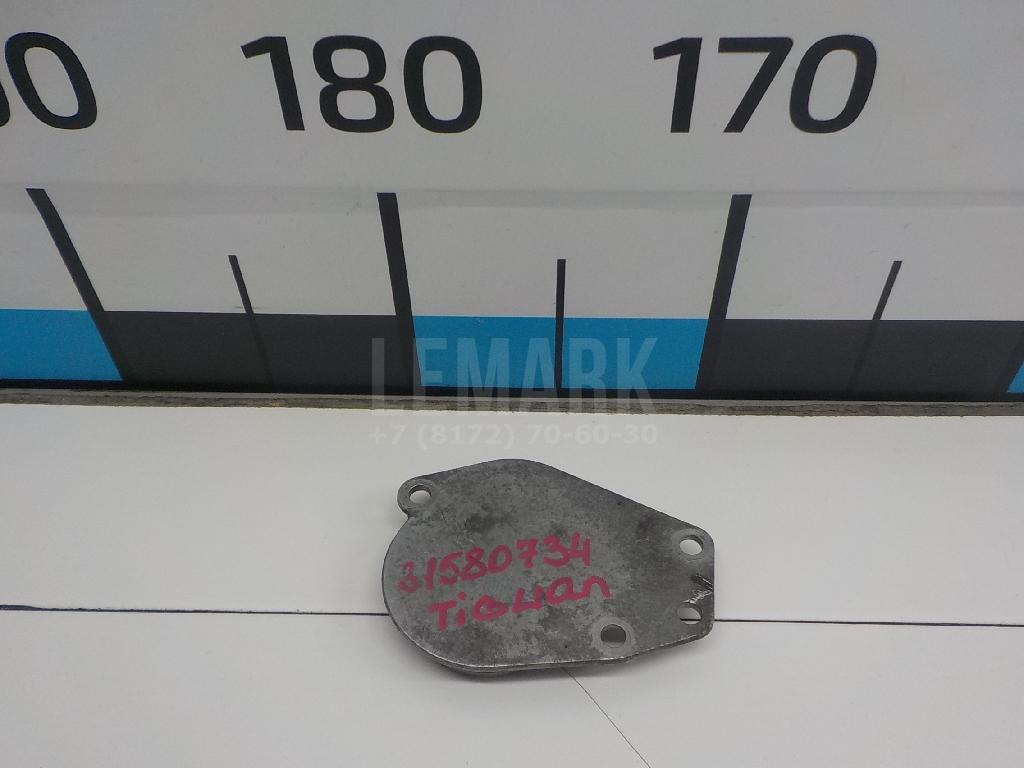 180 170
LEMARK
+7 (8172) 70-60-30
31580734
Tiguan